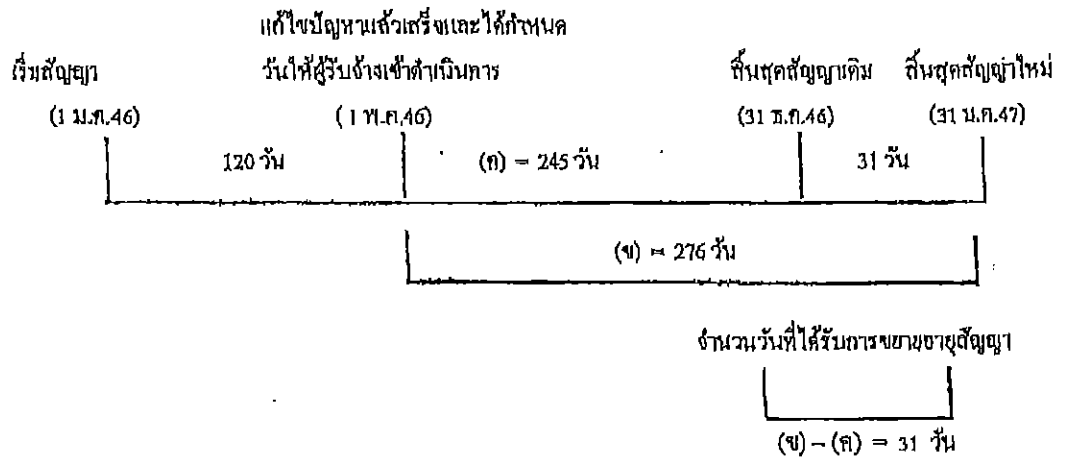 แก้ไขปัญหาแล้วเสร็จและได้กำหนด
เริ่มสัญญา วันให้ผู้รับจ้างเข้าดำเนินการ สิ้นสุดสัญญาเดิม สิ้นสุดสัญญาใหม่
(1 ม.ค.46) (1 พ.ค.46) (31 ธ.ค.46) (31 ม.ค.47)
120 วัน (ค) = 245 วัน 31 วัน
(ข) = 276 วัน
จำนวนวันที่ได้รับการขยายอายุสัญญา
(ข) – (ค) = 31 วัน